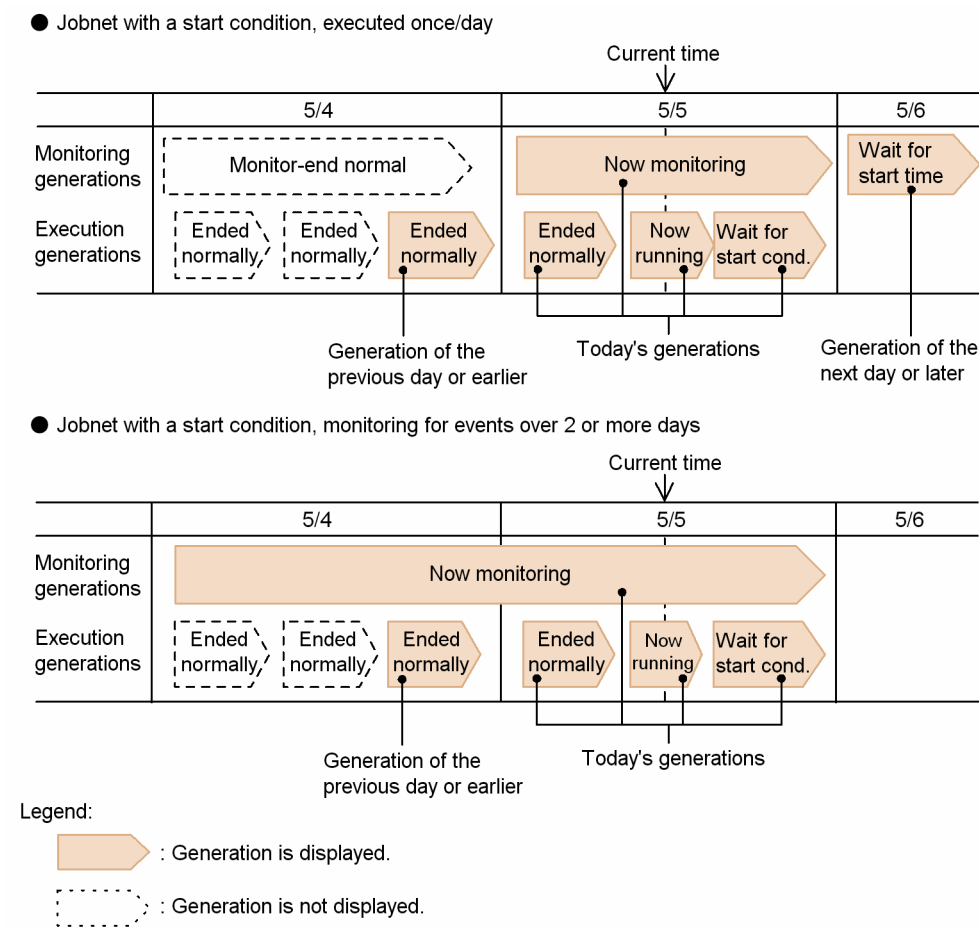 ● Jobnet with a start condition, executed once/day
Current time
5/4 5/5 5/6
Monitoring
generations
Monitor-end normal
Now monitoring
Wait for
start time
Execution
generations
Ended
normally
Ended
normally
Ended
normally
Ended
normally
Now
running
Wait for
start cond.
Generation of the
previous day or earlier
Today's generations
Generation of the
next day or later
● Jobnet with a start condition, monitoring for events over 2 or more days
Current time
5/4 5/5 5/6
Monitoring
generations
Now monitoring
Execution
generations
Ended
normally
Ended
normally
Ended
normally
Ended
normally
Now
running
Wait for
start cond.
Generation of the
previous day or earlier
Today's generations
Legend:
: Generation is displayed.
: Generation is not displayed.